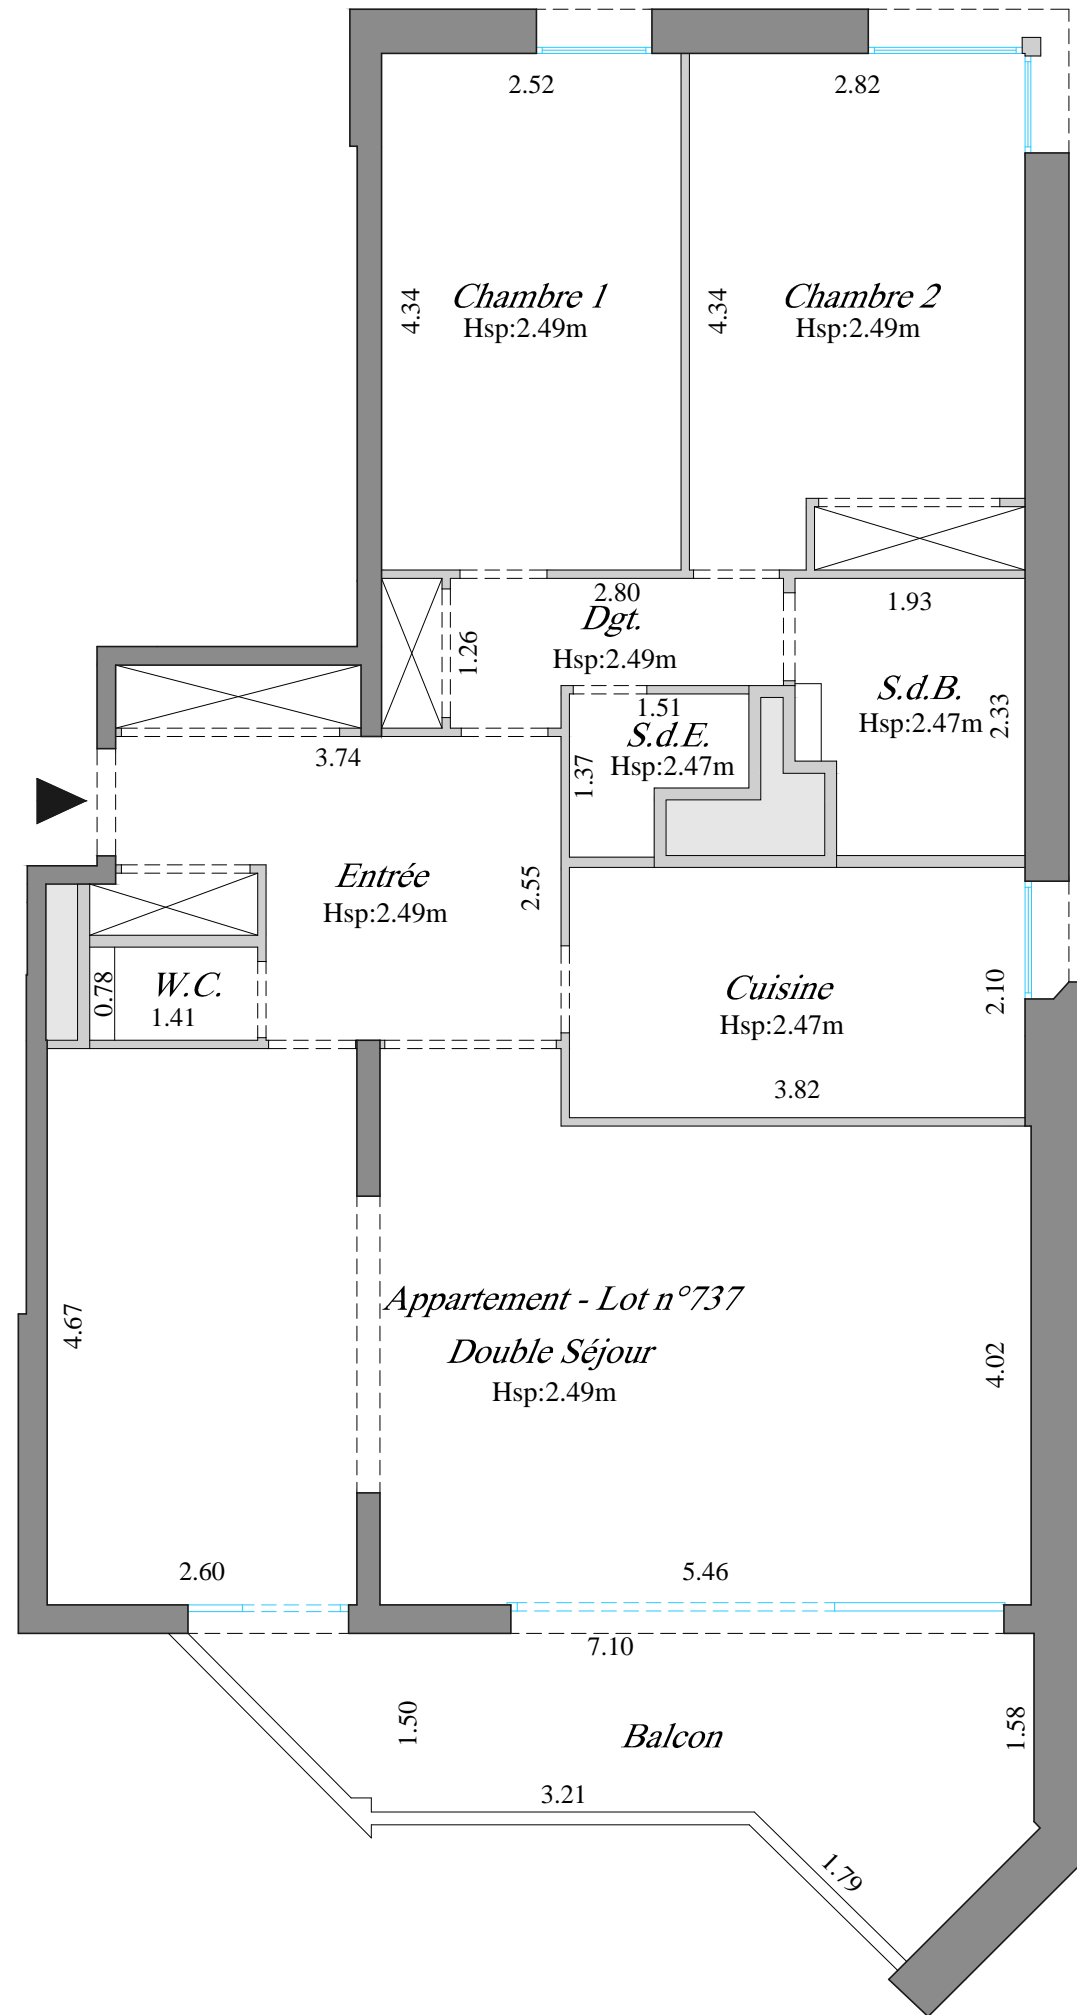 2.52
2.82
4.34
Chambre 1
Hsp:2.49m
4.34
Chambre 2
Hsp:2.49m
2.80
Dgt.
Hsp:2.49m
1.26
1.93
S.d.B.
Hsp:2.47m
2.33
1.51
S.d.E.
Hsp:2.47m
1.37
3.74
Entrée
Hsp:2.49m
2.55
0.78
W.C.
1.41
Cuisine
Hsp:2.47m
2.10
3.82
4.67
Appartement - Lot n°737
Double Séjour
Hsp:2.49m
4.02
2.60
5.46
7.10
1.50
Balcon
1.58
3.21
1.79